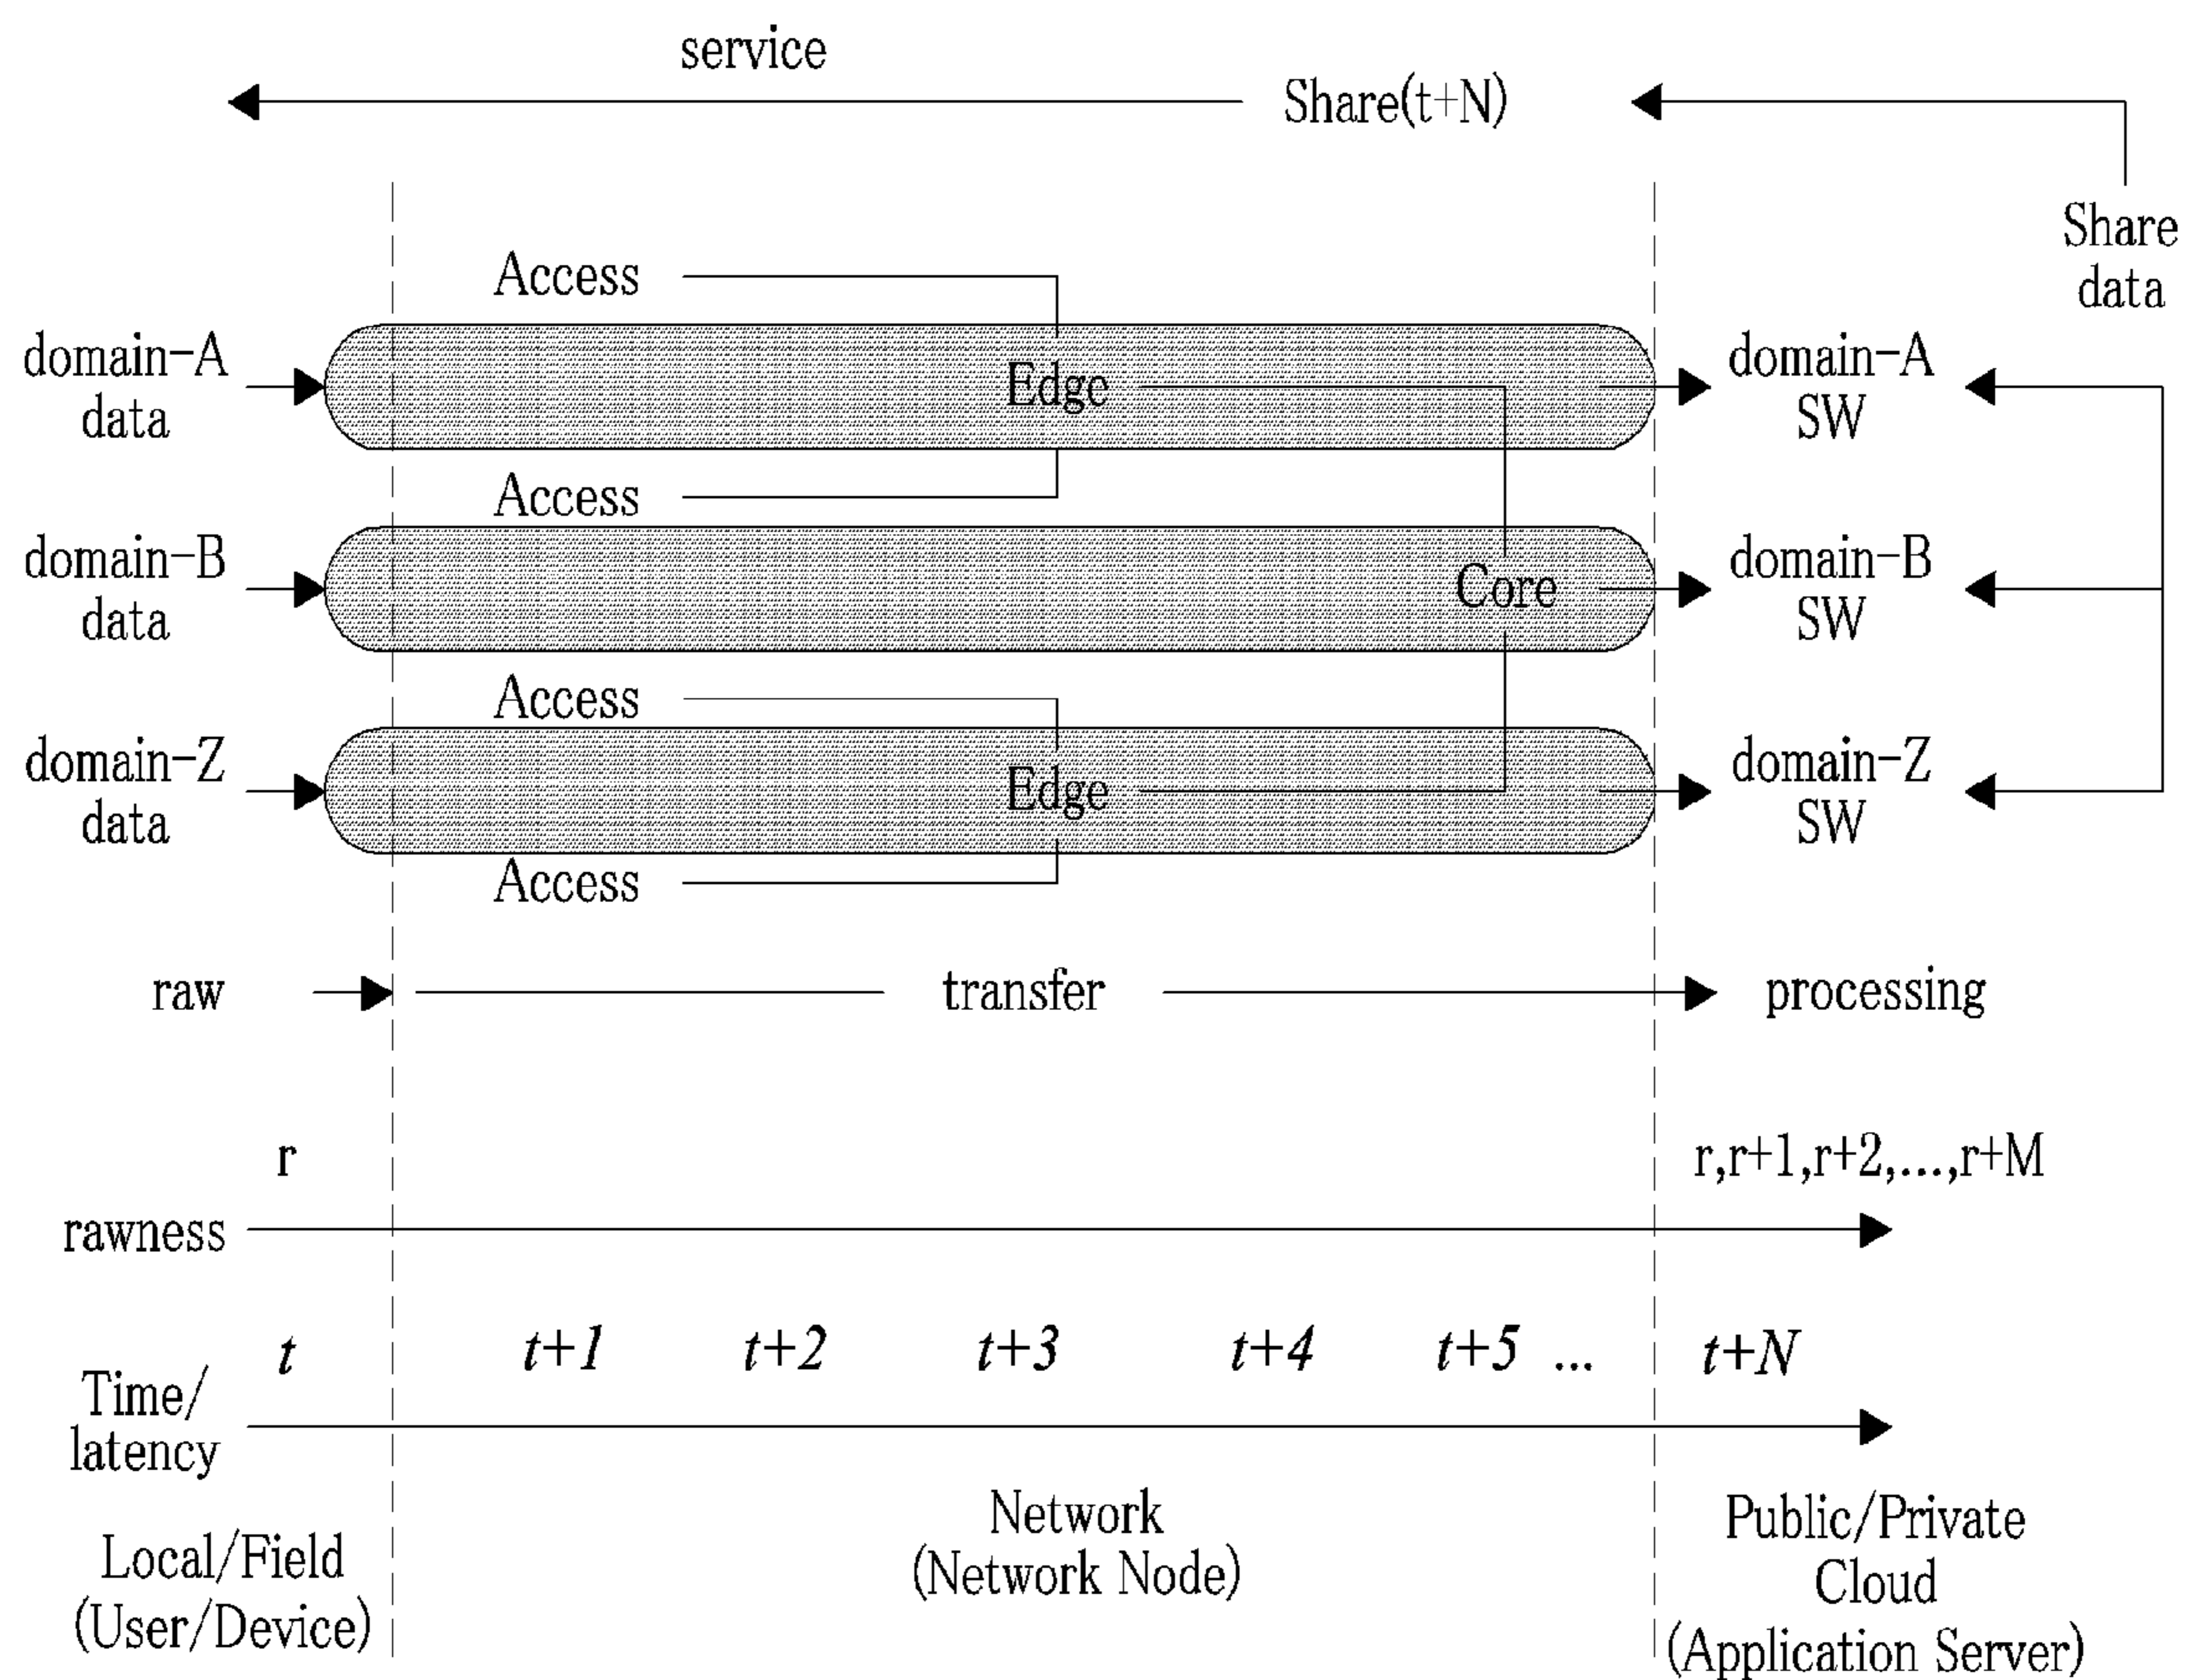 service
Share(t+N)
Share
data
Access
domain-A
data
Edge
domain-A
SW
Access
domain-B
data
Core
domain-B
SW
Access
domain-Z
data
Edge
domain-Z
SW
Access
raw
transfer
processing
r
r,r+1,r+2,...,r+M
rawness
t
t+1
t+2
t+3
t+4
t+5 ...
t+N
Time/
latency
Local/Field
(User/Device)
Network
(Network Node)
Public/Private
Cloud
(Application Server)